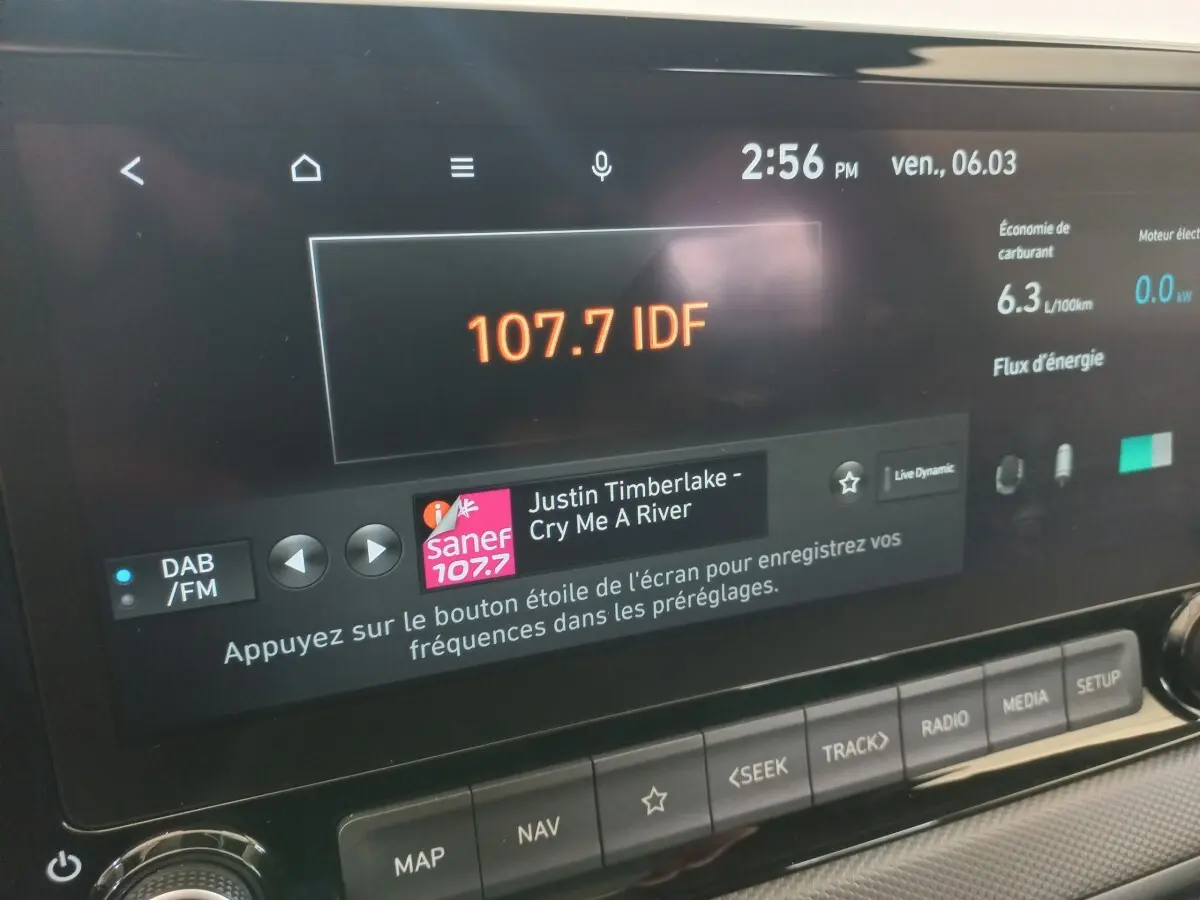 2:56 PM ven., 06.03
107.7 IDF
Économie de
carburant
6.3 L/100km
Moteur élect
0.0 kW
Flux d'énergie
DAB
/FM
i
sanef
107.7
Justin Timberlake -
Cry Me A River
Live Dynamic
Appuyez sur le bouton étoile de l'écran pour enregistrez vos
fréquences dans les préréglages.
MAP
NAV
<SEEK
TRACK>
RADIO
MEDIA
SETUP